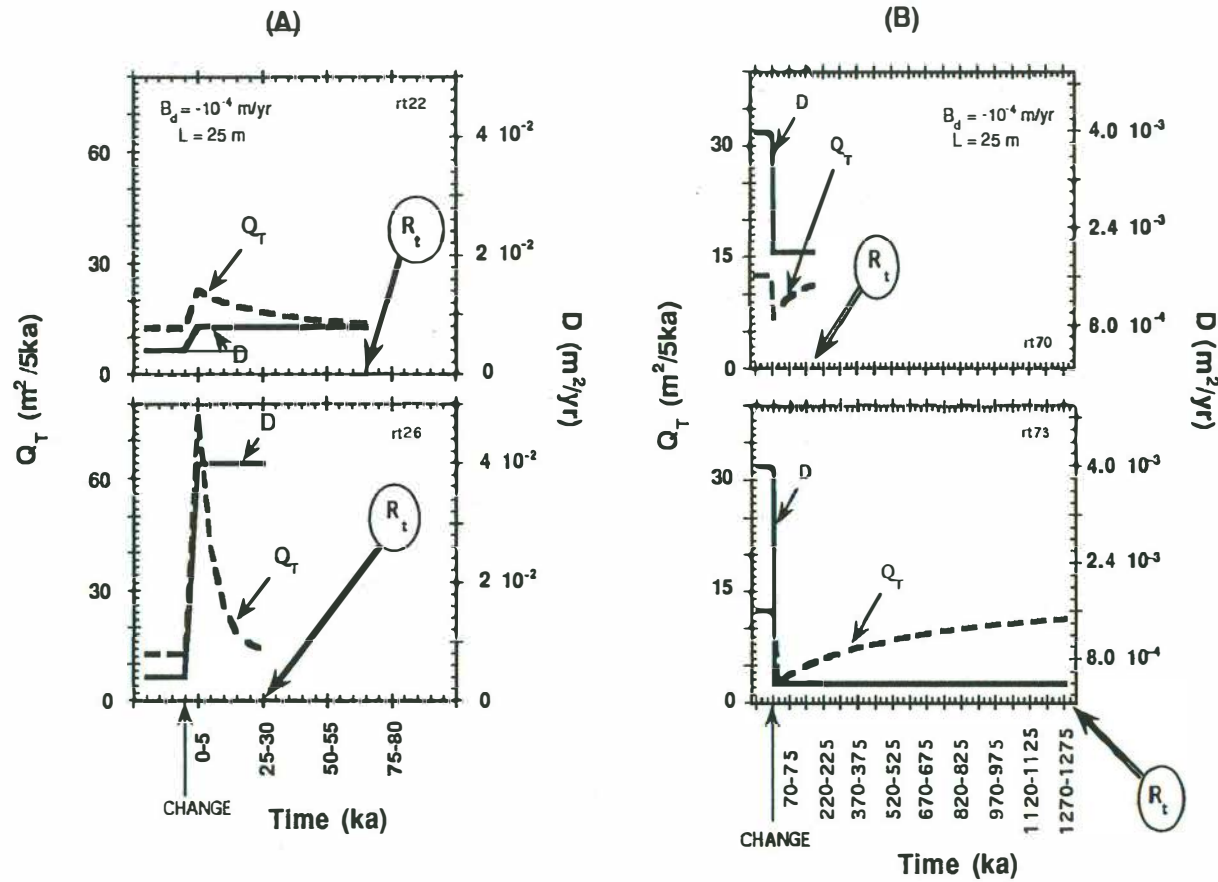 (A)
B_d = -10^-4 m/yr
L = 25 m
rt22
60
30
0
4 10^-2
2 10^-2
0
Q_T
D
R_t
rt26
60
30
0
4 10^-2
2 10^-2
0
D
Q_T
R_t
Q_T (m^2/5ka)
D (m^2/yr)
0-5
25-30
50-55
75-80
CHANGE
Time (ka)
(B)
B_d = -10^-4 m/yr
L = 25 m
rt70
30
15
0
4.0 10^-3
2.4 10^-3
8.0 10^-4
D
Q_T
R_t
rt73
30
15
0
4.0 10^-3
2.4 10^-3
8.0 10^-4
D
Q_T
R_t
Q_T (m^2/5ka)
D (m^2/yr)
70-75
220-225
370-375
520-525
670-675
820-825
970-975
1120-1125
1270-1275
CHANGE
Time (ka)